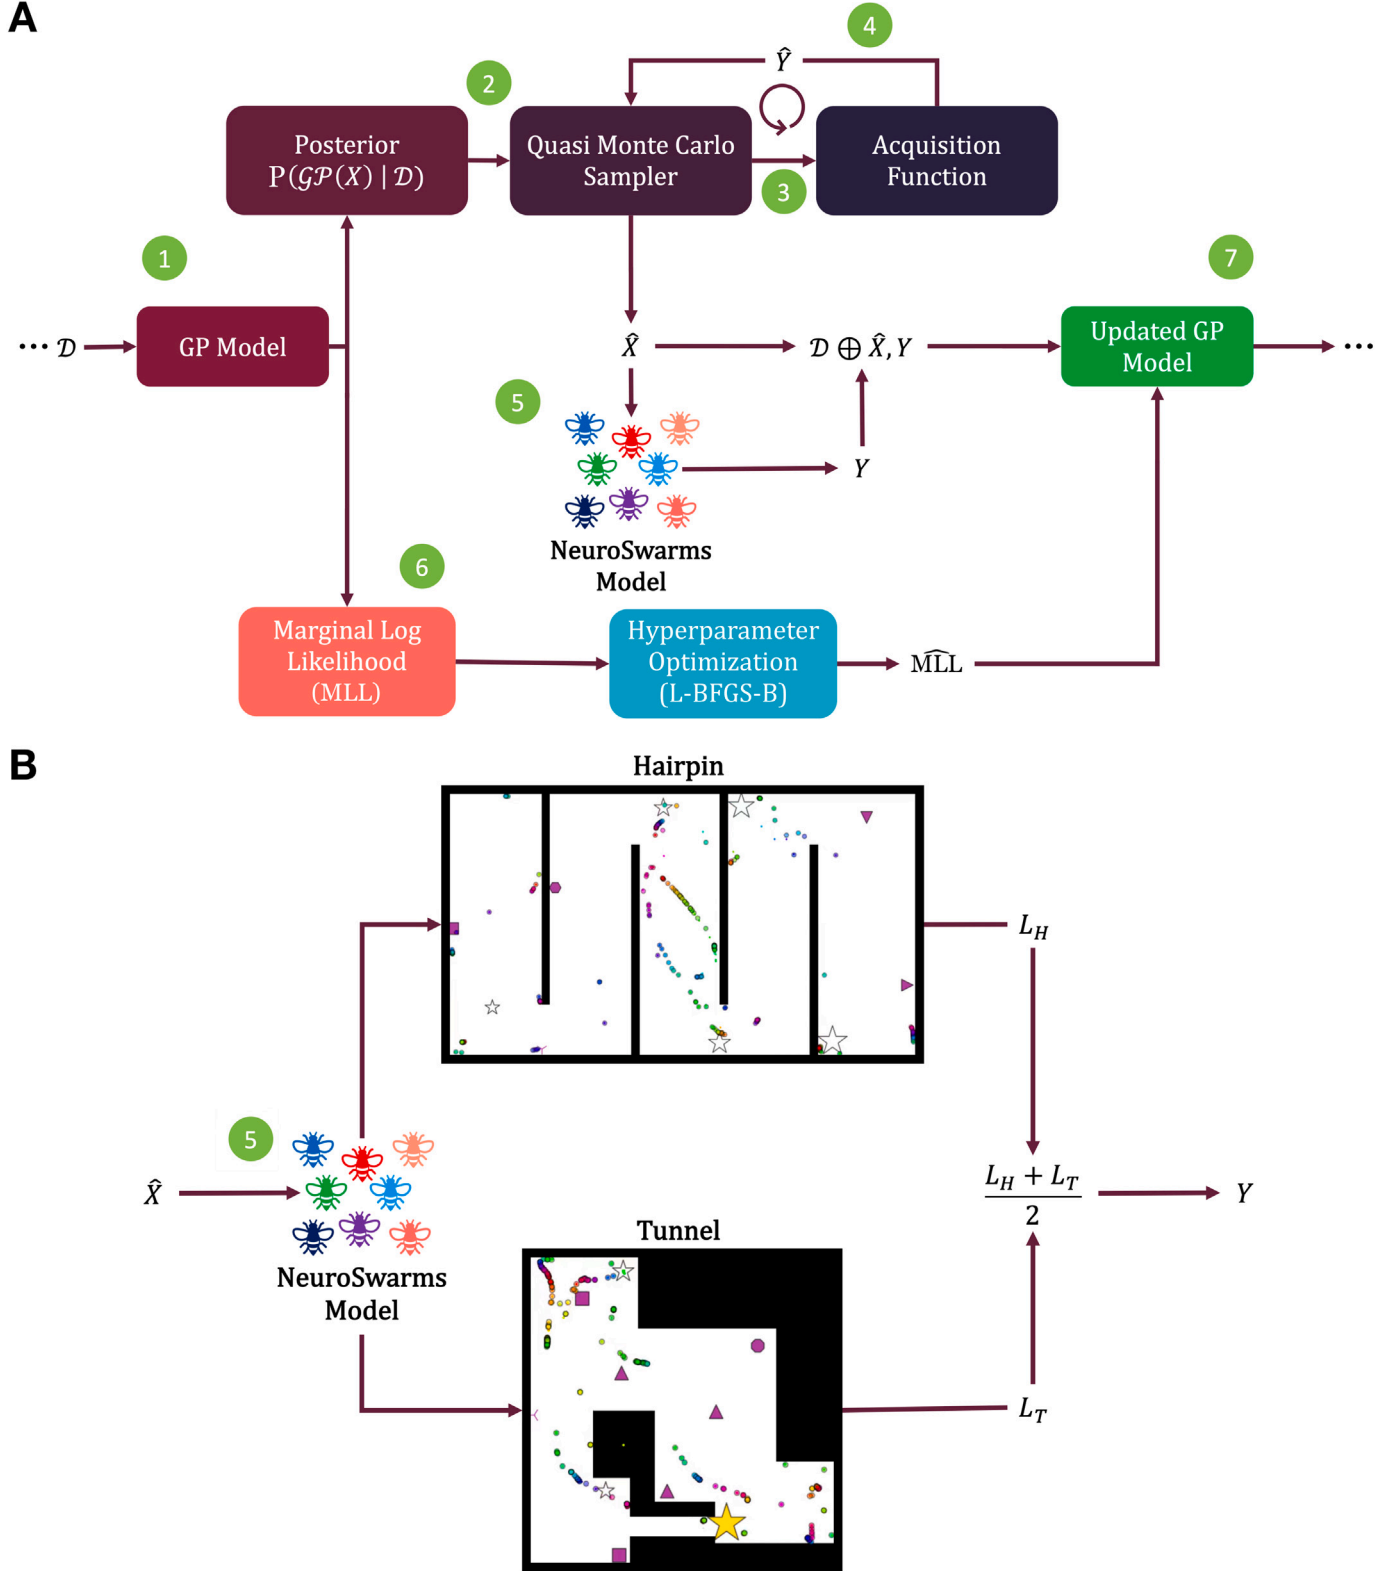 A
4
Ŷ
2
Posterior
P(𝒢𝒫(X) | 𝒟)
Quasi Monte Carlo
Sampler
Acquisition
Function
3
1
7
··· 𝒟
GP Model
X̂
𝒟 ⊕ X̂, Y
Updated GP
Model
···
5
Y
NeuroSwarms
Model
6
Marginal Log
Likelihood
(MLL)
Hyperparameter
Optimization
(L-BFGS-B)
M͡LL
B
Hairpin
L_H
5
X̂
L_H + L_T
2
Y
NeuroSwarms
Model
Tunnel
L_T